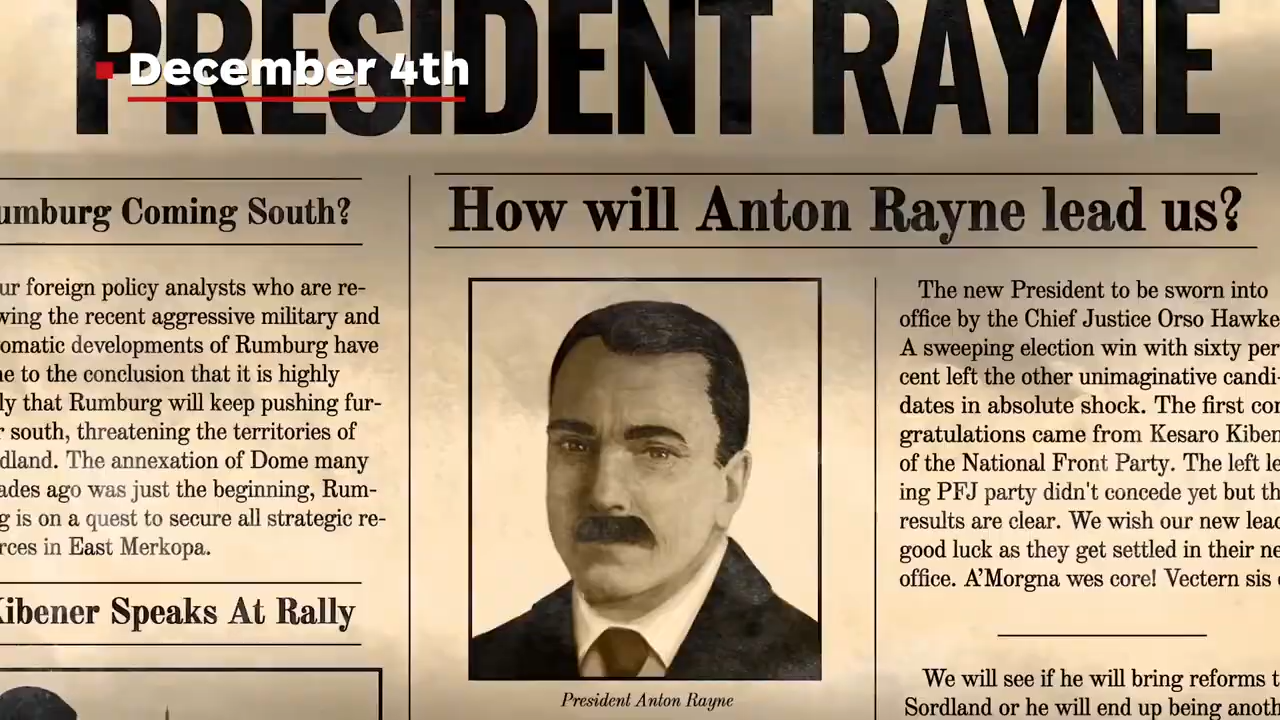 PRESIDENT RAYNE
December 4th
umburg Coming South?
ur foreign policy analysts who are re-
wing the recent aggressive military and
omatic developments of Rumburg have
e to the conclusion that it is highly
ly that Rumburg will keep pushing fur-
r south, threatening the territories of
dland. The annexation of Dome many
ades ago was just the beginning, Rum-
g is on a quest to secure all strategic re-
rces in East Merkopa.
Kibener Speaks At Rally
How will Anton Rayne lead us?
President Anton Rayne
The new President to be sworn into
office by the Chief Justice Orso Hawke
A sweeping election win with sixty per
cent left the other unimaginative candi-
dates in absolute shock. The first con
gratulations came from Kesaro Kiben
of the National Front Party. The left le
ing PFJ party didn't concede yet but th
results are clear. We wish our new lead
good luck as they get settled in their ne
office. A'Morgna wes core! Vectern sis
We will see if he will bring reforms t
Sordland or he will end up being anoth